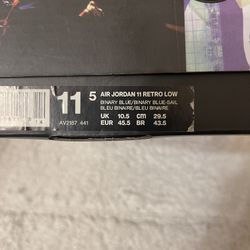 11 5
AIR JORDAN 11 RETRO LOW
BINARY BLUE/BINARY BLUE-SAIL
BLEU BINAIRE/BLEU BINAIRE
AV2187 441
UK 10.5 CM 29.5
EUR 45.5 BR 43.5